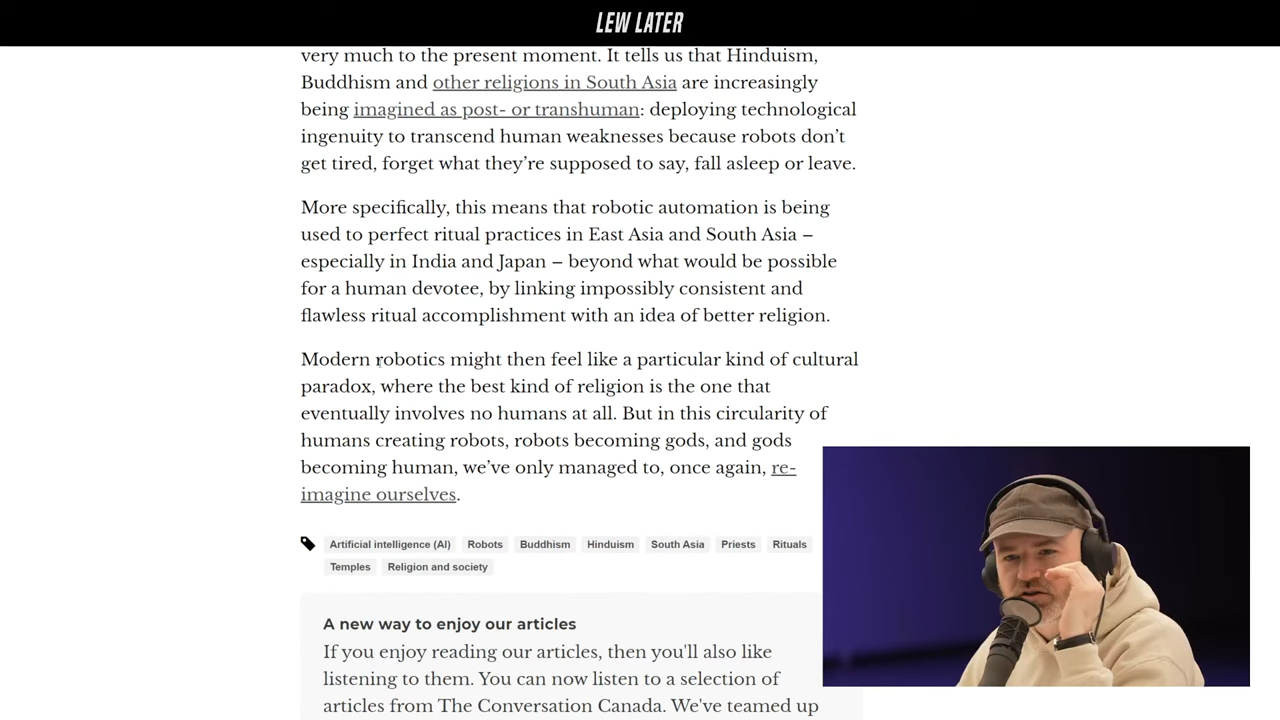 LEW LATER
very much to the present moment. It tells us that Hinduism,
Buddhism and other religions in South Asia are increasingly
being imagined as post- or transhuman: deploying technological
ingenuity to transcend human weaknesses because robots don’t
get tired, forget what they’re supposed to say, fall asleep or leave.
More specifically, this means that robotic automation is being
used to perfect ritual practices in East Asia and South Asia –
especially in India and Japan – beyond what would be possible
for a human devotee, by linking impossibly consistent and
flawless ritual accomplishment with an idea of better religion.
Modern robotics might then feel like a particular kind of cultural
paradox, where the best kind of religion is the one that
eventually involves no humans at all. But in this circularity of
humans creating robots, robots becoming gods, and gods
becoming human, we’ve only managed to, once again, re-
imagine ourselves.
Artificial intelligence (AI) Robots Buddhism Hinduism South Asia Priests Rituals
Temples Religion and society
A new way to enjoy our articles
If you enjoy reading our articles, then you'll also like
listening to them. You can now listen to a selection of
articles from The Conversation Canada. We've teamed up